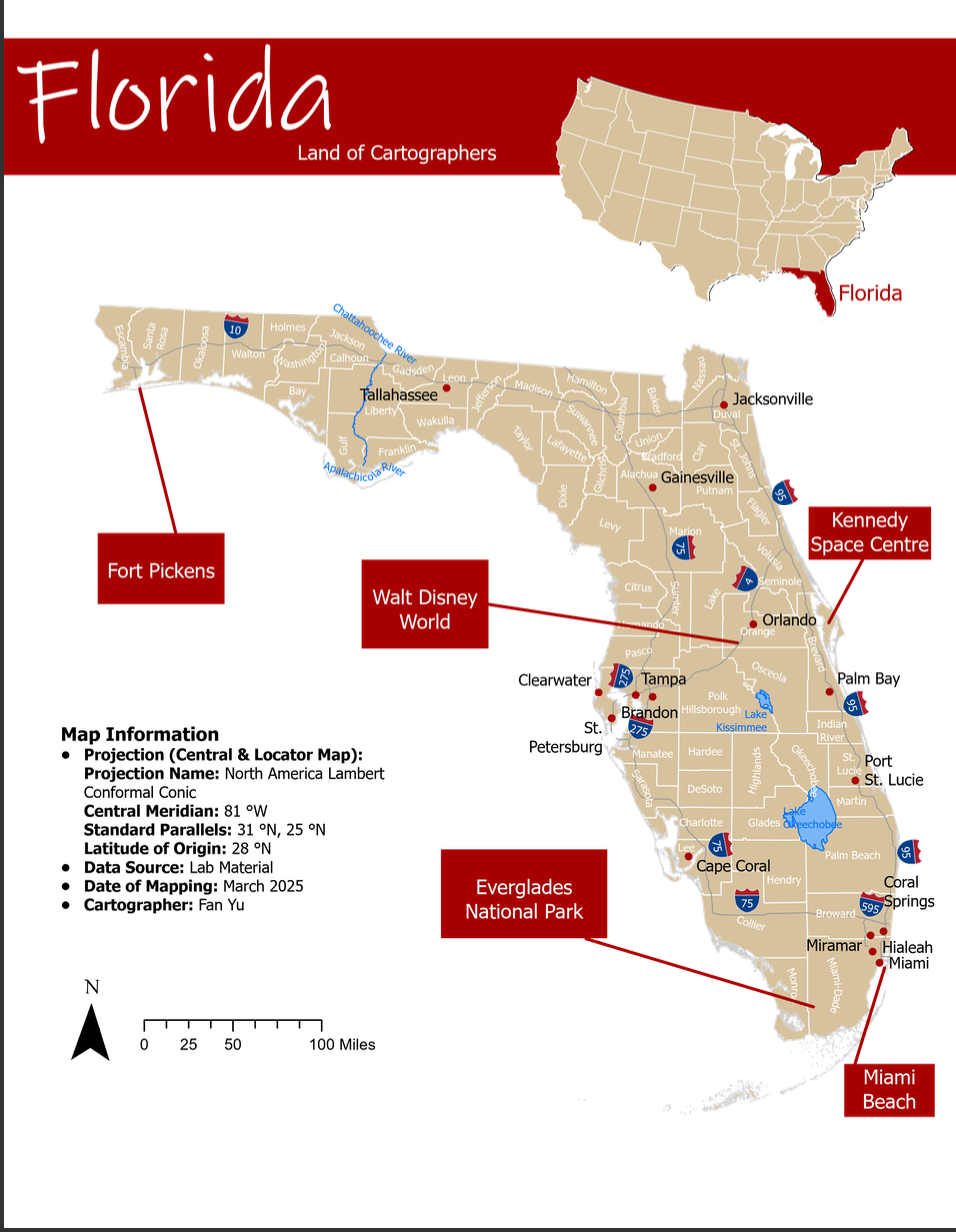 Florida
Land of Cartographers
Florida
Chattahoochee River
10
Escambia
Santa
Rosa
Okaloosa
Walton
Holmes
Washington
Jackson
Calhoun
Bay
Gadsden
Leon
Tallahassee
Liberty
Wakulla
Gulf
Franklin
Apalachicola River
Jefferson
Madison
Hamilton
Taylor
Suwannee
Lafayette
Columbia
Baker
Nassau
Jacksonville
Duval
Union
Bradford
Clay
St. Johns
Gilchrist
Dixie
Alachua
Gainesville
Putnam
Flagler
95
Levy
Marion
75
Volusia
Kennedy
Space Centre
Fort Pickens
Walt Disney
World
Citrus
Sumter
Lake
4
Seminole
Hernando
Orlando
Orange
Pasco
Brevard
Osceola
Clearwater
275
Tampa
Palm Bay
95
Polk
Hillsborough
Brandon
Lake
Kissimmee
275
St.
Petersburg
Indian
River
Manatee
Hardee
Highlands
Okeechobee
St.
Lucie
Port
St. Lucie
Sarasota
DeSoto
Martin
Charlotte
Glades
Lake
Okeechobee
75
Lee
Cape Coral
Palm Beach
95
Hendry
Coral
Springs
75
595
Broward
Collier
Miramar
Hialeah
Miami
Monroe
Miami-Dade
Everglades
National Park
Miami
Beach
Map Information
● Projection (Central & Locator Map):
Projection Name: North America Lambert
Conformal Conic
Central Meridian: 81 °W
Standard Parallels: 31 °N, 25 °N
Latitude of Origin: 28 °N
● Data Source: Lab Material
● Date of Mapping: March 2025
● Cartographer: Fan Yu
N
0 25 50 100 Miles